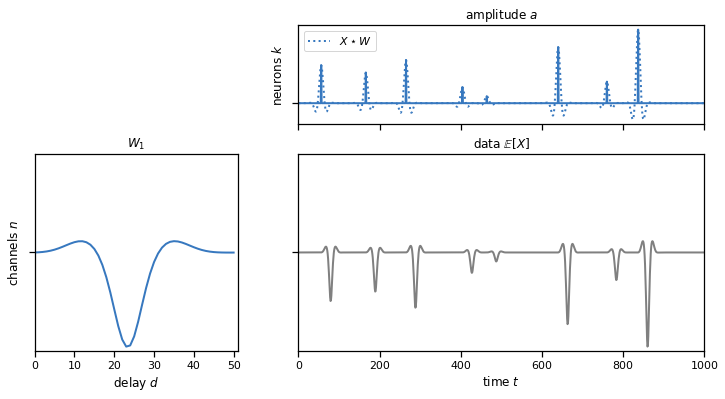 amplitude a
X ⋆ W
neurons k
W₁
data 𝔼[X]
channels n
0 10 20 30 40 50
delay d
0 200 400 600 800 1000
time t